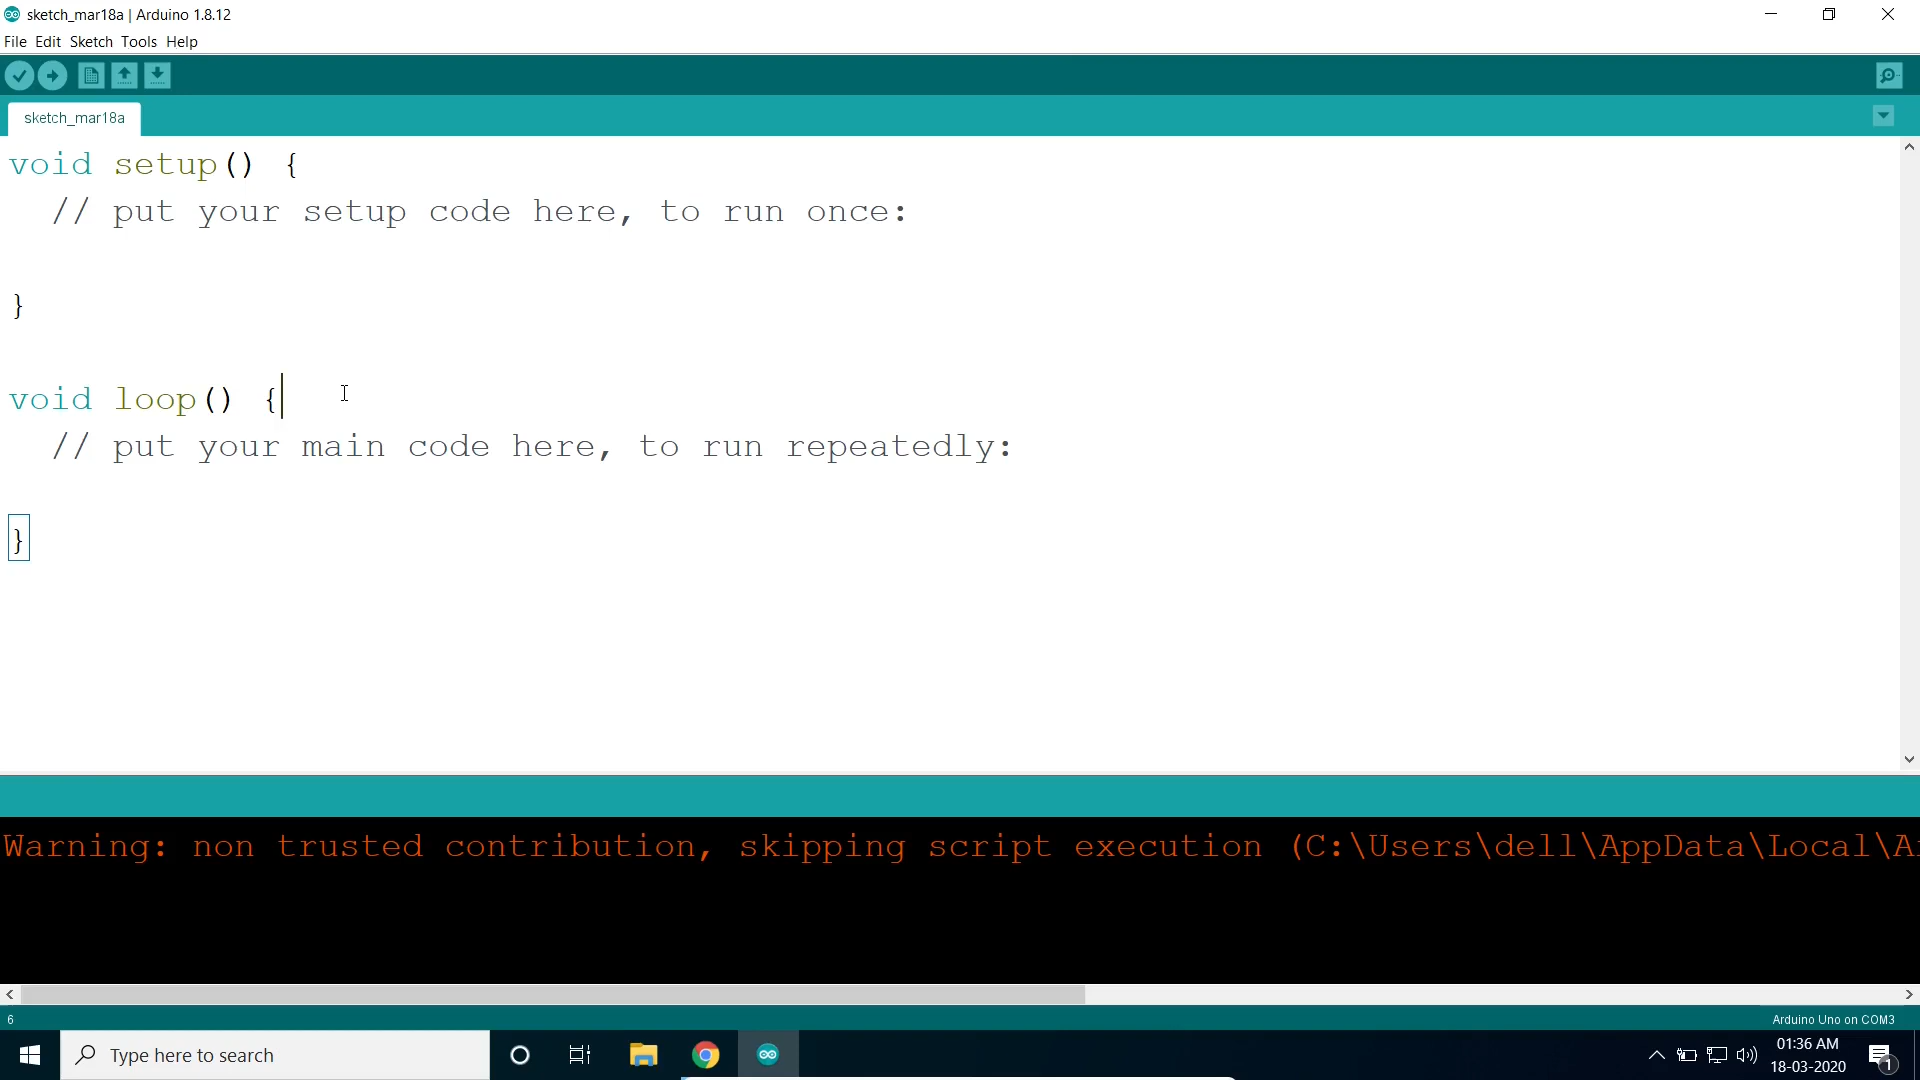 sketch_mar18a | Arduino 1.8.12
File Edit Sketch Tools Help
sketch_mar18a
void setup() {
// put your setup code here, to run once:
}
void loop() {
// put your main code here, to run repeatedly:
}
Warning: non trusted contribution, skipping script execution (C:\Users\dell\AppData\Local\A
6
Arduino Uno on COM3
Type here to search
01:36 AM
18-03-2020
1